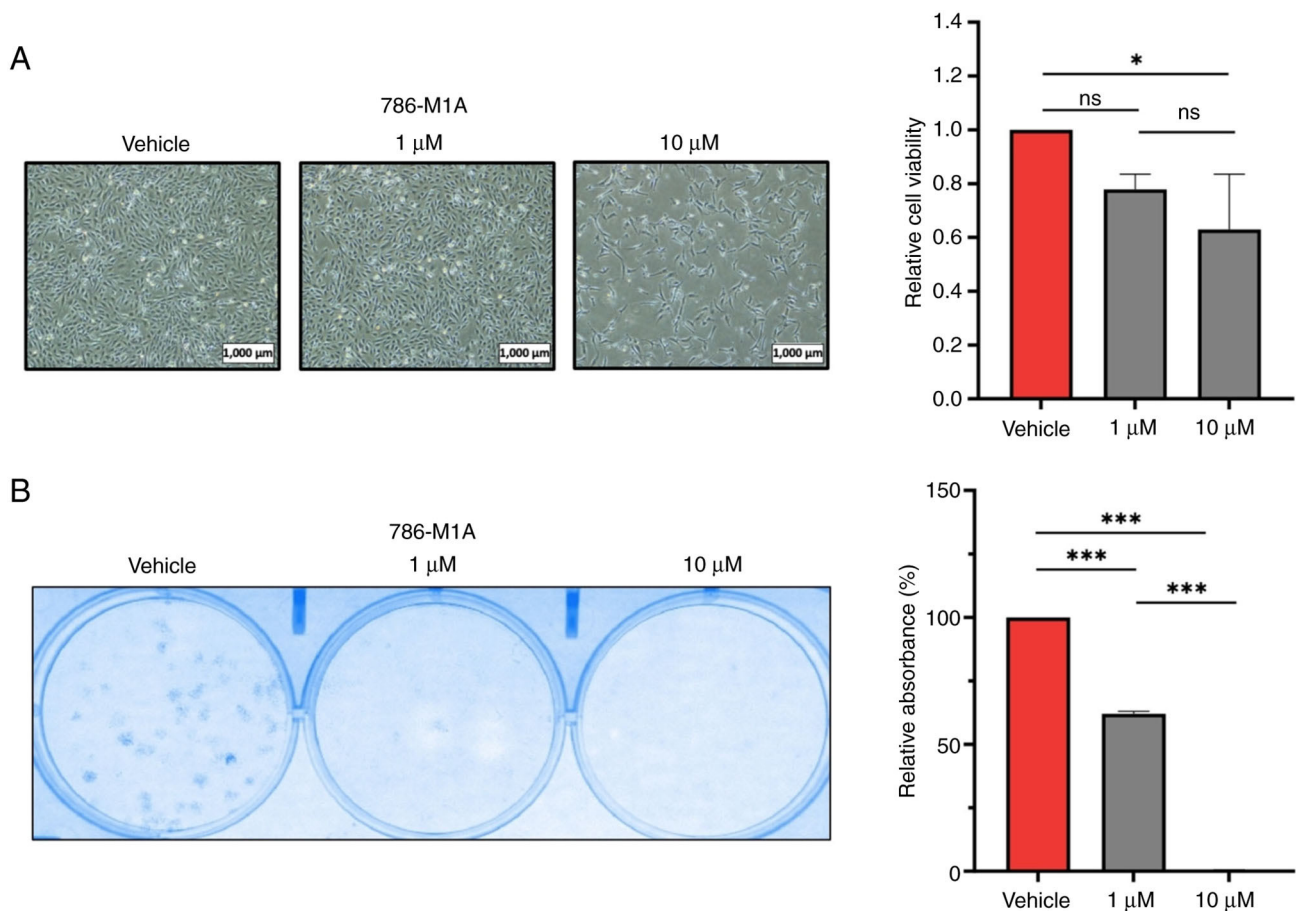 A
786-M1A
Vehicle
1 μM
10 μM
1,000 μm
1,000 μm
1,000 μm
Relative cell viability
1.4
1.2
1.0
0.8
0.6
0.4
0.2
0.0
*
ns
ns
Vehicle
1 μM
10 μM
B
786-M1A
Vehicle
1 μM
10 μM
Relative absorbance (%)
150
100
50
0
***
***
***
Vehicle
1 μM
10 μM